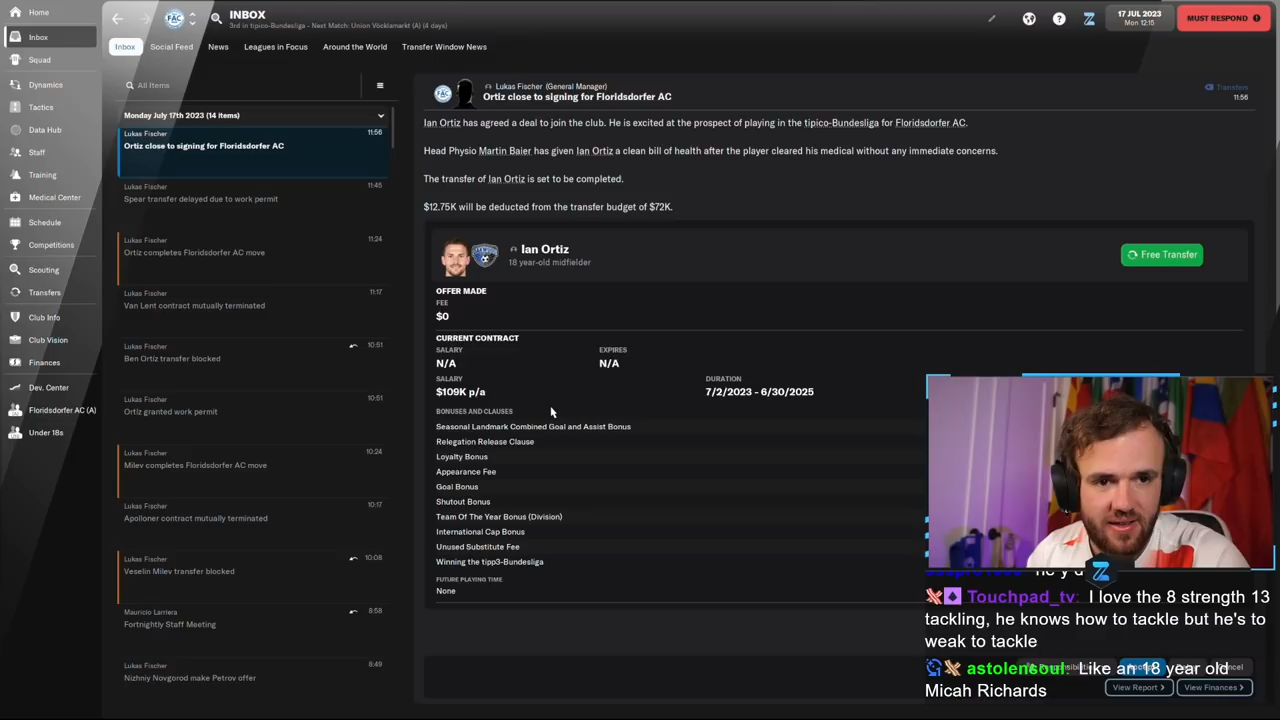 Home
Inbox
Squad
Dynamics
Tactics
Data Hub
Staff
Training
Medical Center
Schedule
Competitions
Scouting
Transfers
Club Info
Club Vision
Finances
Dev. Center
Floridsdorfer AC (A)
Under 18s
FAC
INBOX
3rd in tipico-Bundesliga - Next Match: Union Vöcklamarkt (A) (4 days)
17 JUL 2023
Mon 12:15
MUST RESPOND
Inbox
Social Feed
News
Leagues in Focus
Around the World
Transfer Window News
All Items
Monday July 17th 2023 (14 items)
Lukas Fischer 11:56
Ortiz close to signing for Floridsdorfer AC
Lukas Fischer 11:45
Spear transfer delayed due to work permit
Lukas Fischer 11:24
Ortiz completes Floridsdorfer AC move
Lukas Fischer 11:17
Van Lent contract mutually terminated
Lukas Fischer 10:51
Ben Ortíz transfer blocked
Lukas Fischer 10:51
Ortiz granted work permit
Lukas Fischer 10:24
Milev completes Floridsdorfer AC move
Lukas Fischer 10:17
Apolloner contract mutually terminated
Lukas Fischer 10:08
Veselin Milev transfer blocked
Mauricio Larriera 8:58
Fortnightly Staff Meeting
Lukas Fischer 8:49
Nizhniy Novgorod make Petrov offer
Lukas Fischer (General Manager)
Ortiz close to signing for Floridsdorfer AC
Transfers
11:56
Ian Ortiz has agreed a deal to join the club. He is excited at the prospect of playing in the tipico-Bundesliga for Floridsdorfer AC.
Head Physio Martin Baier has given Ian Ortiz a clean bill of health after the player cleared his medical without any immediate concerns.
The transfer of Ian Ortiz is set to be completed.
$12.75K will be deducted from the transfer budget of $72K.
Ian Ortiz
18 year-old midfielder
Free Transfer
OFFER MADE
FEE
$0
CURRENT CONTRACT
SALARY EXPIRES
N/A N/A
SALARY DURATION
$109K p/a 7/2/2023 - 6/30/2025
BONUSES AND CLAUSES
Seasonal Landmark Combined Goal and Assist Bonus
Relegation Release Clause
Loyalty Bonus
Appearance Fee
Goal Bonus
Shutout Bonus
Team Of The Year Bonus (Division)
International Cap Bonus
Unused Substitute Fee
Winning the tipp3-Bundesliga
FUTURE PLAYING TIME
None
Touchpad_tv: I love the 8 strength 13
tackling, he knows how to tackle but he's to
weak to tackle
astolensoul: Like an 18 year old
Micah Richards
View Report >
View Finances >